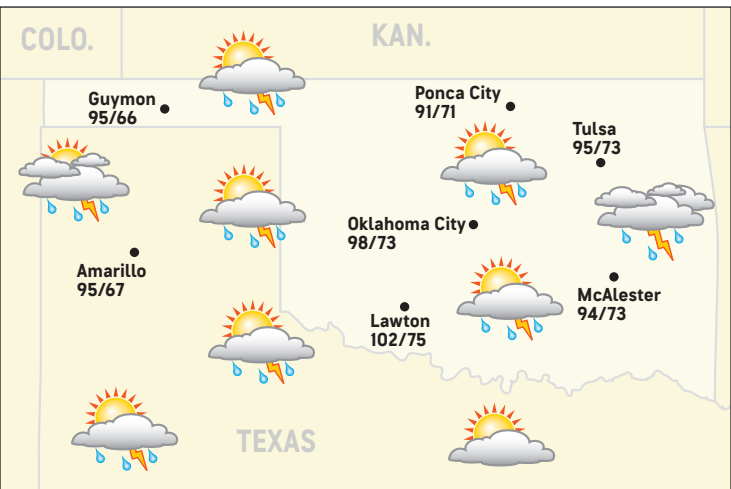 COLO.
KAN.
Guymon
95/66
Ponca City
91/71
Tulsa
95/73
Oklahoma City
98/73
Amarillo
95/67
McAlester
94/73
Lawton
102/75
TEXAS